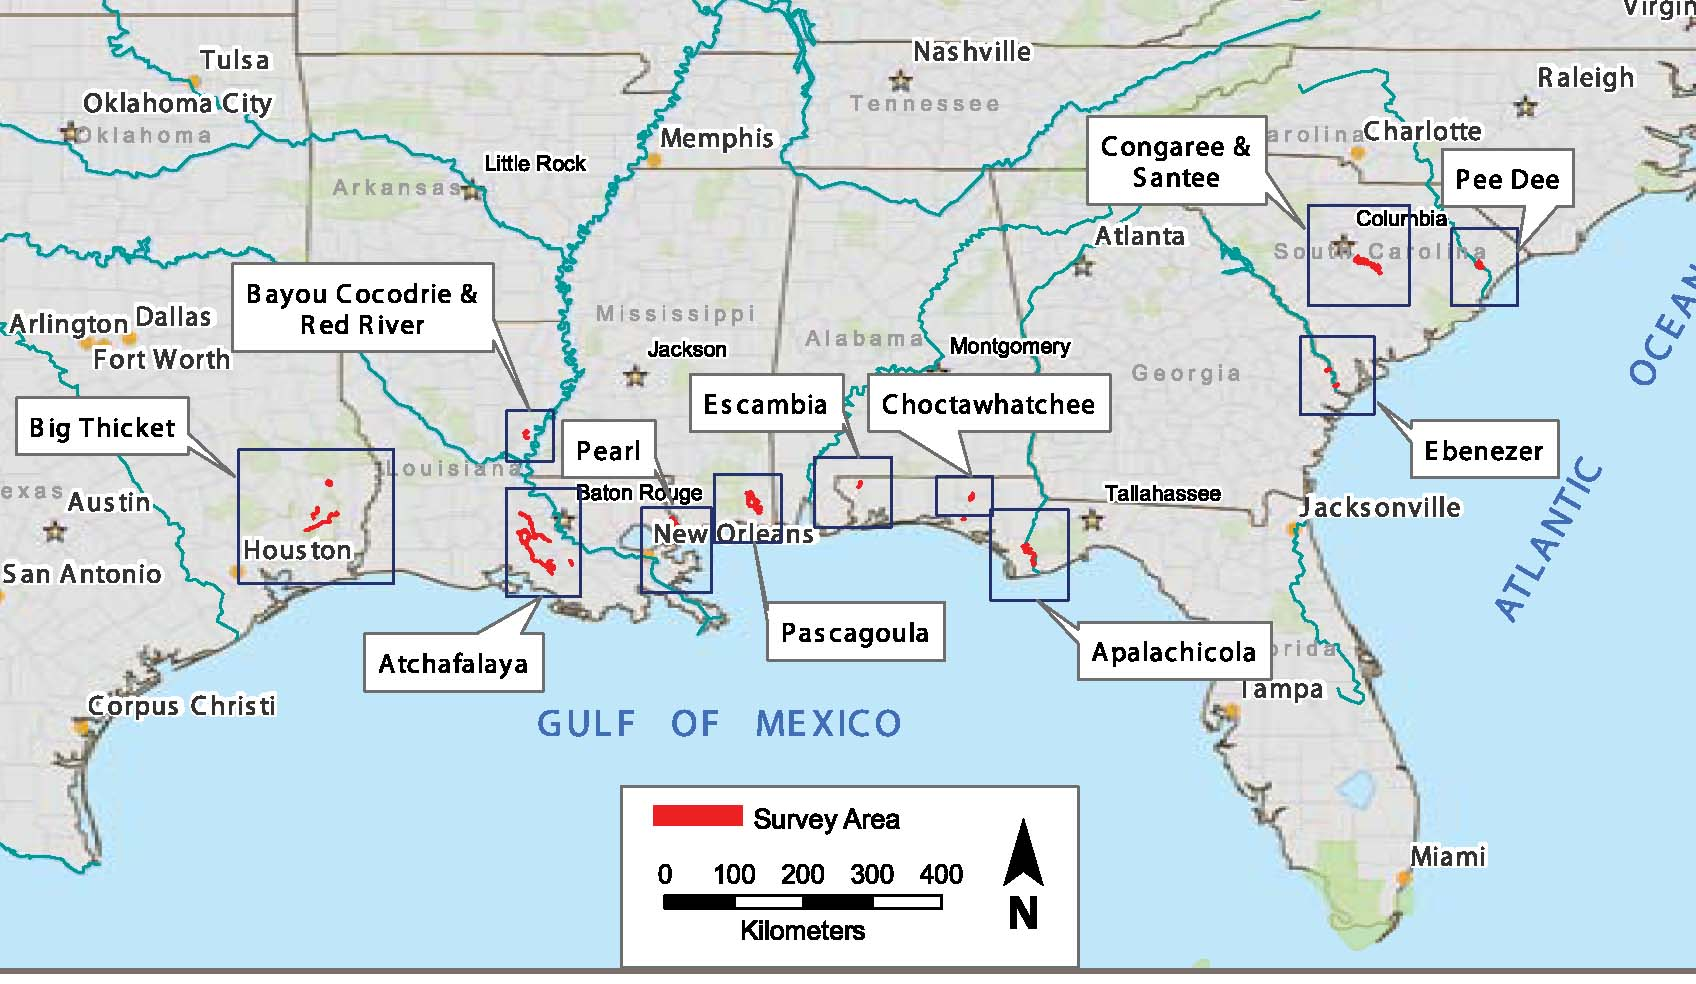 Virgin
Nashville
Tulsa
Raleigh
Tennessee
Oklahoma City
Oklahoma
Memphis
arolina
Charlotte
Congaree &
Santee
Little Rock
Pee Dee
Arkansas
Columbia
Atlanta
South Carolina
Bayou Cocodrie &
Red River
Mississippi
Arlington
Dallas
Alabama
Montgomery
Jackson
Fort Worth
Georgia
OCEAN
Escambia
Choctawhatchee
Big Thicket
Pearl
Ebenezer
Louisiana
exas
Austin
Baton Rouge
Tallahassee
Jacksonville
New Orleans
Houston
ATLANTIC
San Antonio
Pascagoula
Apalachicola
orida
Atchafalaya
Tampa
Corpus Christi
GULF OF MEXICO
Survey Area
0 100 200 300 400
Kilometers
N
Miami